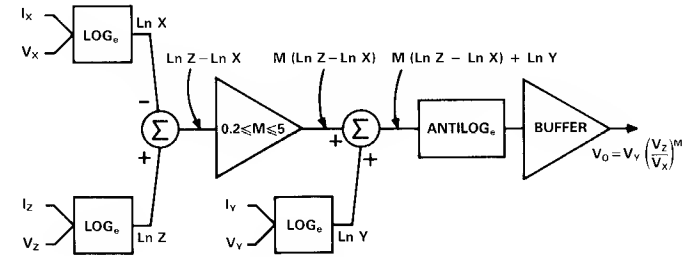 I_X
V_X
LOG_e
Ln X
Ln Z–Ln X
M (Ln Z–Ln X)
M (Ln Z – Ln X) + Ln Y
–
Σ
+
0.2≤M≤5
+
Σ
+
ANTILOG_e
BUFFER
V_O = V_Y (V_Z/V_X)^M
I_Z
V_Z
LOG_e
Ln Z
I_Y
V_Y
LOG_e
Ln Y